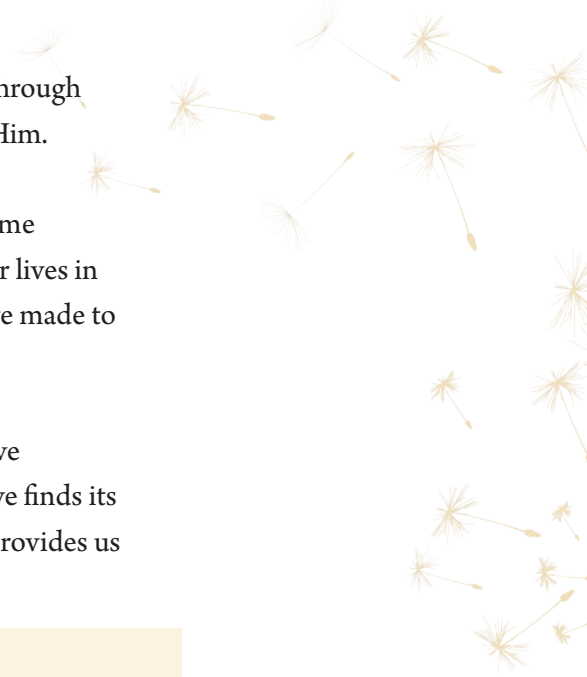 hrough
Him.
me
r lives in
e made to
ve
ve finds its
rovides us